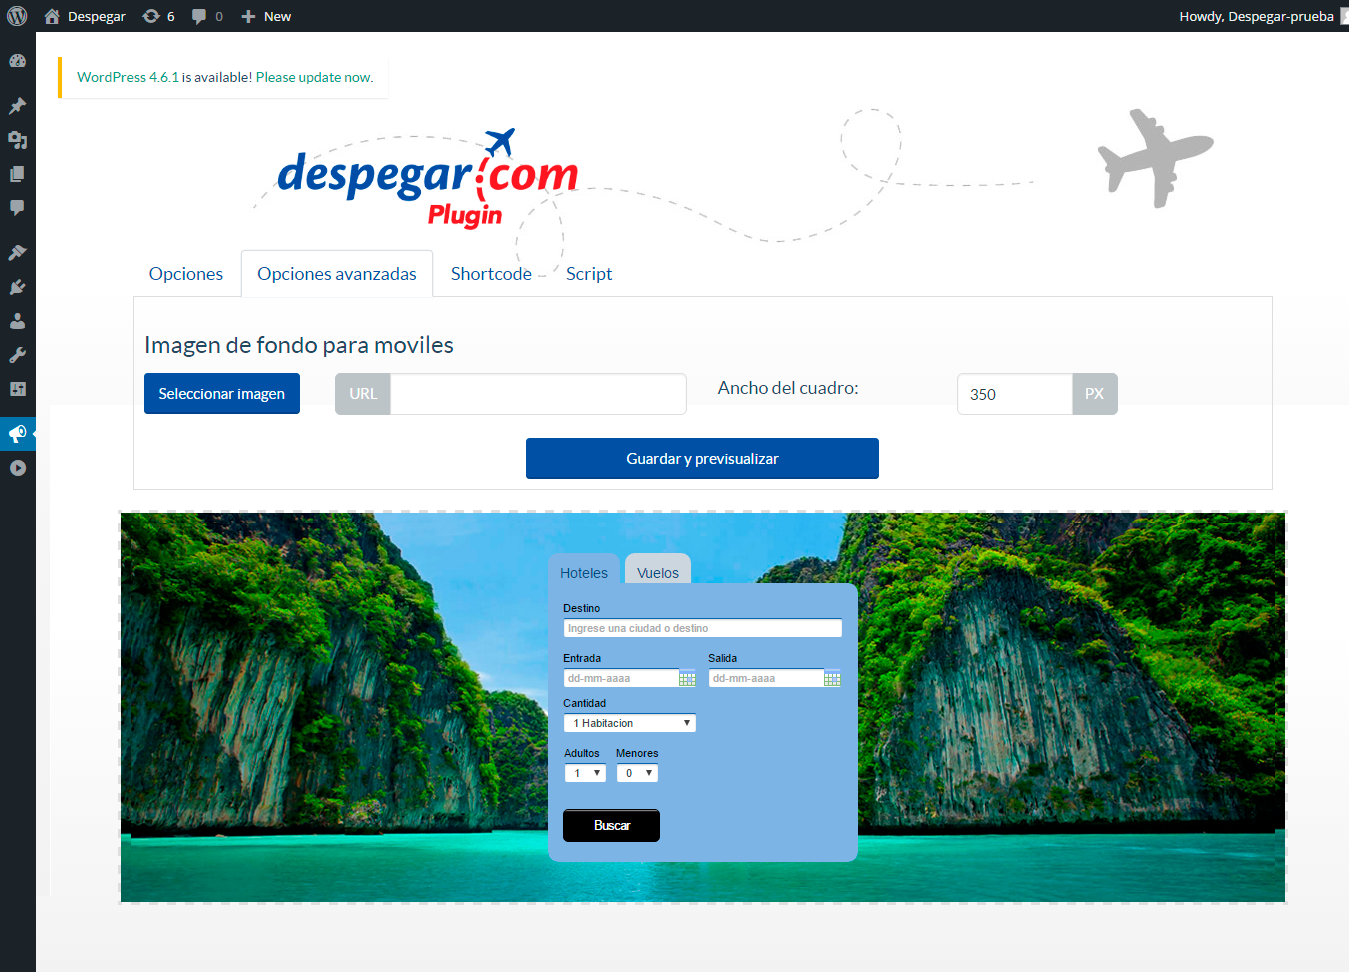 Despegar 6 0 New Howdy, Despegar-prueba
WordPress 4.6.1 is available! Please update now.
despegar.com
Plugin
Opciones Opciones avanzadas Shortcode Script
Imagen de fondo para moviles
Seleccionar imagen URL Ancho del cuadro: 350 PX
Guardar y previsualizar
Hoteles Vuelos
Destino
Ingrese una ciudad o destino
Entrada Salida
dd-mm-aaaa dd-mm-aaaa
Cantidad
1 Habitacion
Adultos Menores
1 0
Buscar